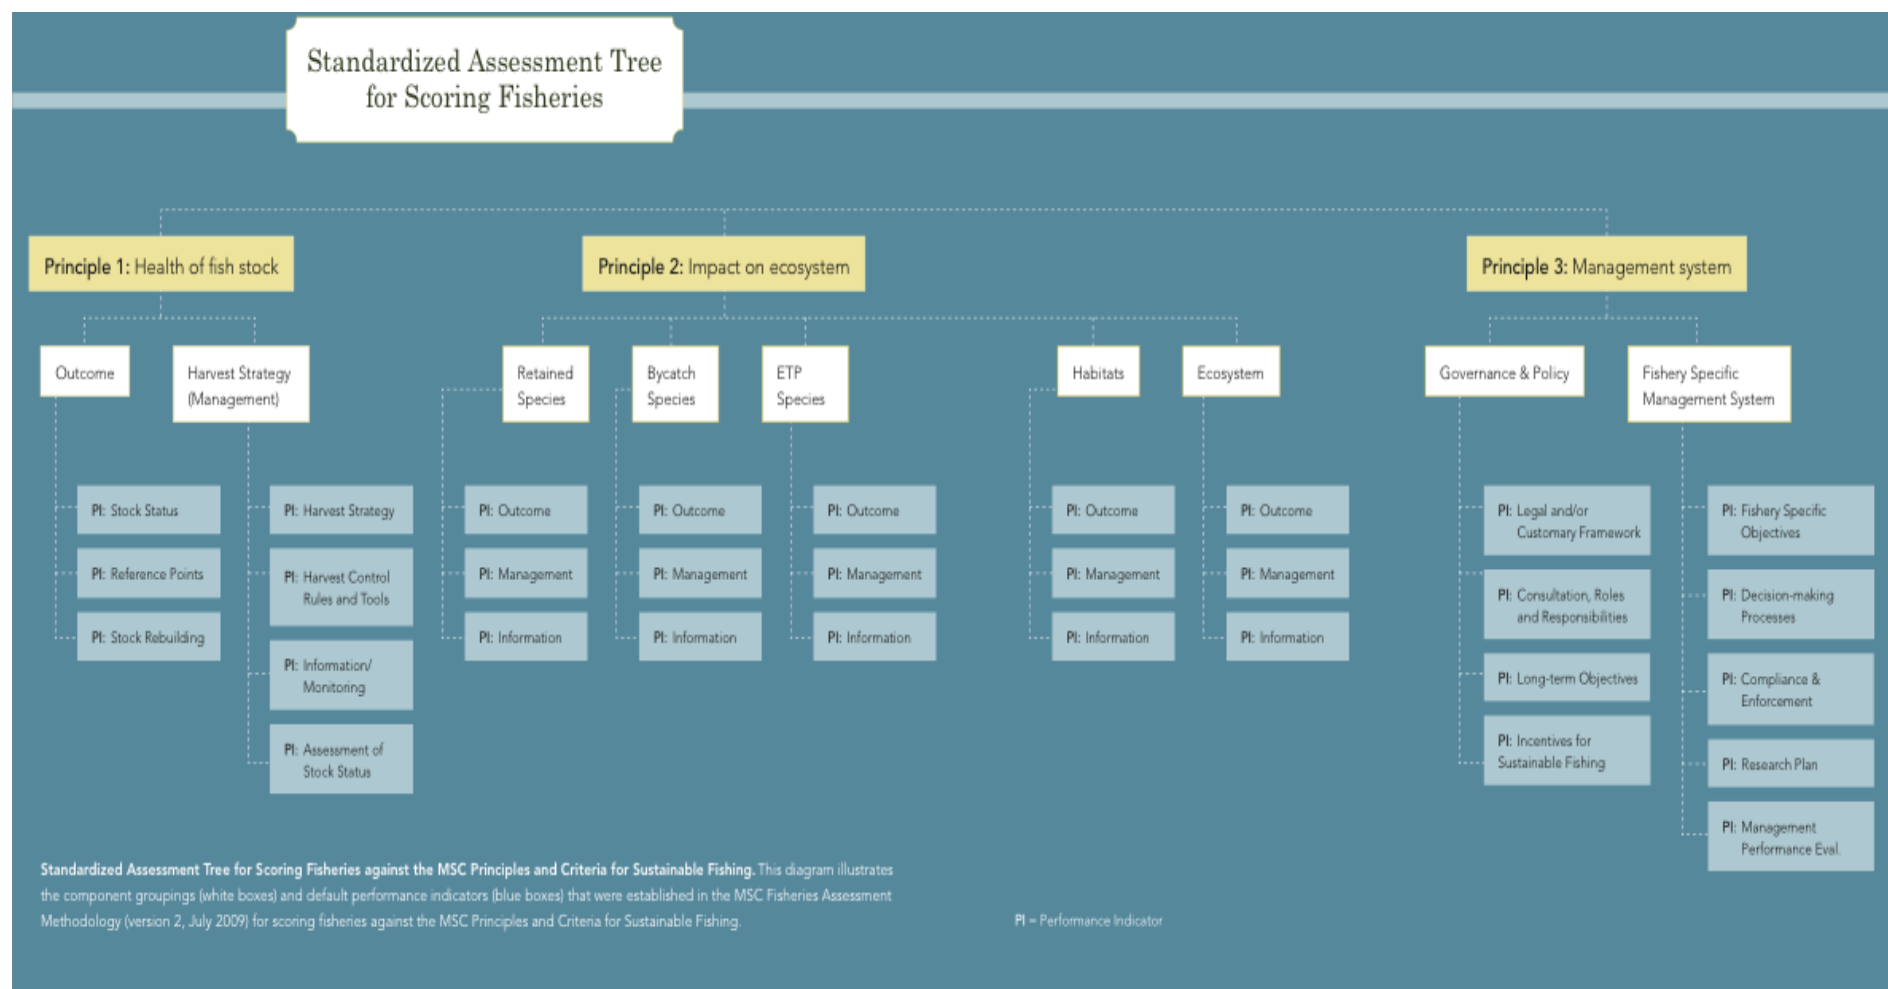 Standardized Assessment Tree
for Scoring Fisheries
Principle 1: Health of fish stock
Principle 2: Impact on ecosystem
Principle 3: Management system
Outcome
Harvest Strategy
(Management)
Retained
Species
Bycatch
Species
ETP
Species
Habitats
Ecosystem
Governance & Policy
Fishery Specific
Management System
PI: Stock Status
PI: Reference Points
PI: Stock Rebuilding
PI: Harvest Strategy
PI: Harvest Control
Rules and Tools
PI: Information/
Monitoring
PI: Assessment of
Stock Status
PI: Outcome
PI: Management
PI: Information
PI: Outcome
PI: Management
PI: Information
PI: Outcome
PI: Management
PI: Information
PI: Outcome
PI: Management
PI: Information
PI: Outcome
PI: Management
PI: Information
PI: Legal and/or
Customary Framework
PI: Consultation, Roles
and Responsibilities
PI: Long-term Objectives
PI: Incentives for
Sustainable Fishing
PI: Fishery Specific
Objectives
PI: Decision-making
Processes
PI: Compliance &
Enforcement
PI: Research Plan
PI: Management
Performance Eval.
Standardized Assessment Tree for Scoring Fisheries against the MSC Principles and Criteria for Sustainable Fishing. This diagram illustrates
the component groupings (white boxes) and default performance indicators (blue boxes) that were established in the MSC Fisheries Assessment
Methodology (version 2, July 2009) for scoring fisheries against the MSC Principles and Criteria for Sustainable Fishing.
PI = Performance Indicator